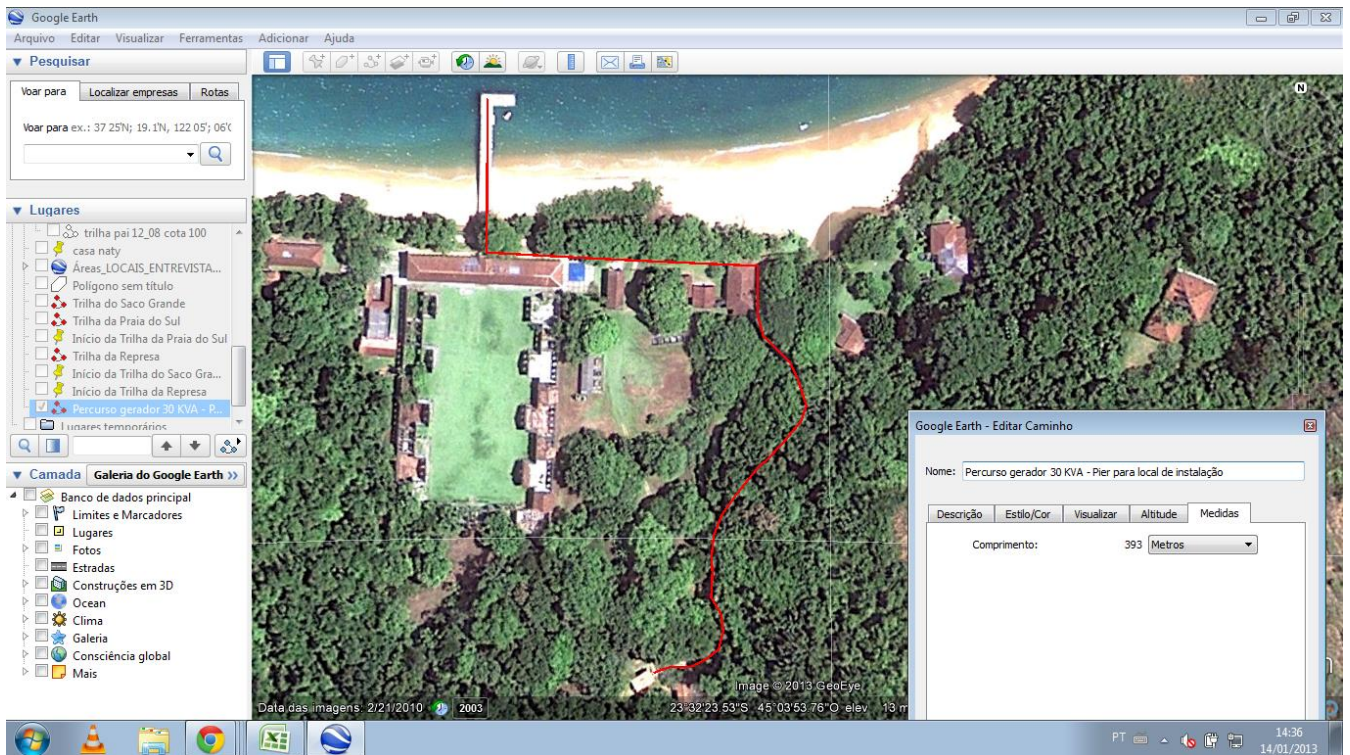 Google Earth
Arquivo Editar Visualizar Ferramentas Adicionar Ajuda
Pesquisar
Voar para Localizar empresas Rotas
Voar para ex.: 37 25'N; 19.1'N, 122 05'; 06'(
Lugares
trilha pai 12_08 cota 100
casa naty
Áreas_LOCAIS_ENTREVISTA...
Polígono sem título
Trilha do Saco Grande
Trilha da Praia do Sul
Início da Trilha da Praia do Sul
Trilha da Represa
Início da Trilha do Saco Gra...
Início da Trilha da Represa
Percurso gerador 30 KVA - P...
Lugares temporários
Camada Galeria do Google Earth >>
Banco de dados principal
Limites e Marcadores
Lugares
Fotos
Estradas
Construções em 3D
Ocean
Clima
Galeria
Consciência global
Mais
N
Google Earth - Editar Caminho
Nome: Percurso gerador 30 KVA - Pier para local de instalação
Descrição Estilo/Cor Visualizar Altitude Medidas
Comprimento: 393 Metros
Image © 2013 GeoEye
Data das imagens: 2/21/2010 2003 23°32'23.53"S 45°03'53.76"O elev 13 m
PT 14:36
14/01/2013